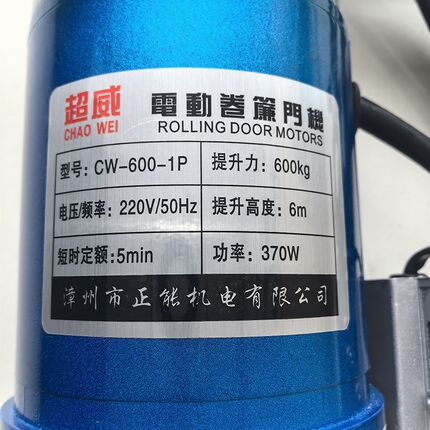 超威 電動卷簾門機
CHAO WEI ROLLING DOOR MOTORS
型号: CW-600-1P 提升力: 600kg
电压/频率: 220V/50Hz 提升高度: 6m
短时定额: 5min 功率: 370W
漳州市正能机电有限公司